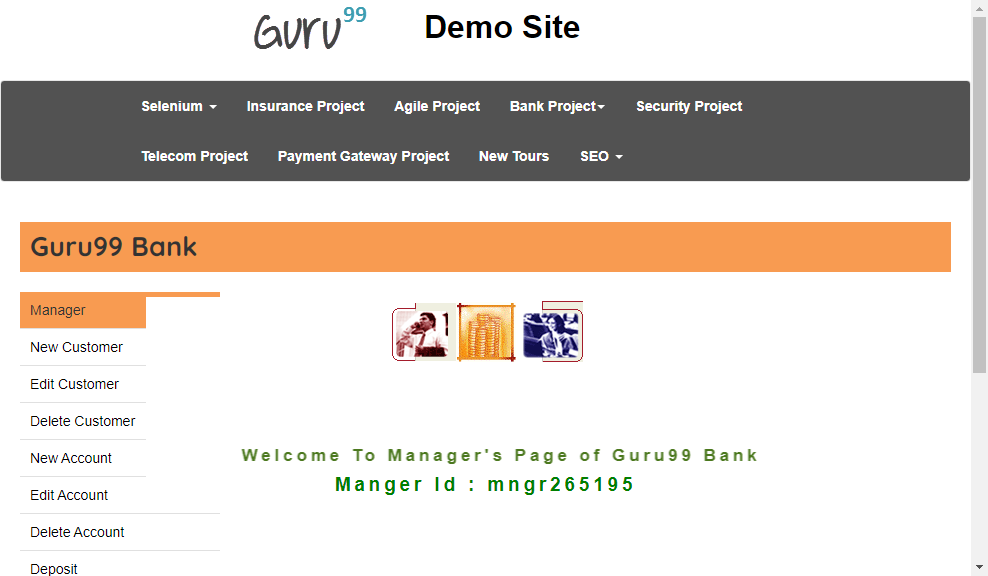 Guru99
Demo Site
Selenium
Insurance Project
Agile Project
Bank Project
Security Project
Telecom Project
Payment Gateway Project
New Tours
SEO
Guru99 Bank
Manager
New Customer
Edit Customer
Delete Customer
New Account
Edit Account
Delete Account
Deposit
Welcome To Manager's Page of Guru99 Bank
Manger Id : mngr265195